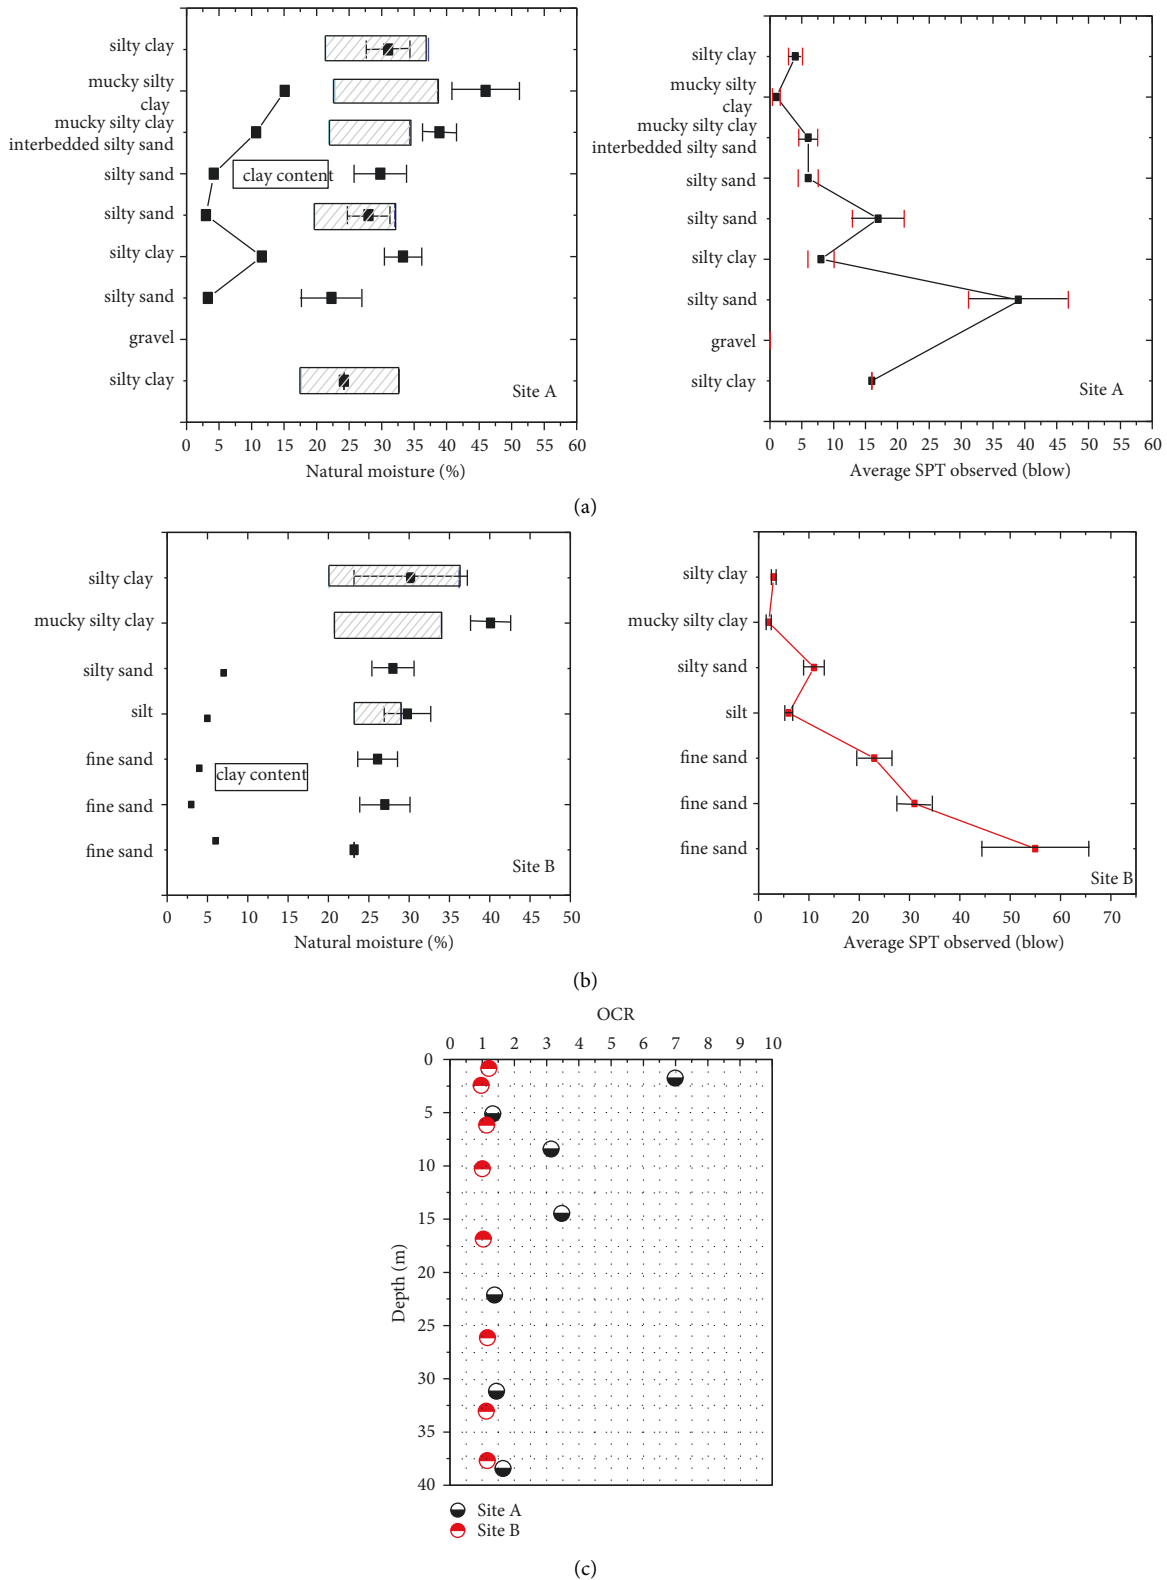 silty clay
mucky silty
clay
mucky silty clay
interbedded silty sand
silty sand
clay content
silty sand
silty clay
silty sand
gravel
silty clay
Site A
0 5 10 15 20 25 30 35 40 45 50 55 60
Natural moisture (%)
silty clay
mucky silty
clay
mucky silty clay
interbedded silty sand
silty sand
silty sand
silty clay
silty sand
gravel
silty clay
Site A
0 5 10 15 20 25 30 35 40 45 50 55 60
Average SPT observed (blow)
(a)
silty clay
mucky silty clay
silty sand
silt
fine sand
clay content
fine sand
fine sand
Site B
0 5 10 15 20 25 30 35 40 45 50
Natural moisture (%)
silty clay
mucky silty clay
silty sand
silt
fine sand
fine sand
fine sand
Site B
0 10 20 30 40 50 60 70
Average SPT observed (blow)
(b)
OCR
0 1 2 3 4 5 6 7 8 9 10
0
5
10
15
20
25
30
35
40
Depth (m)
Site A
Site B
(c)